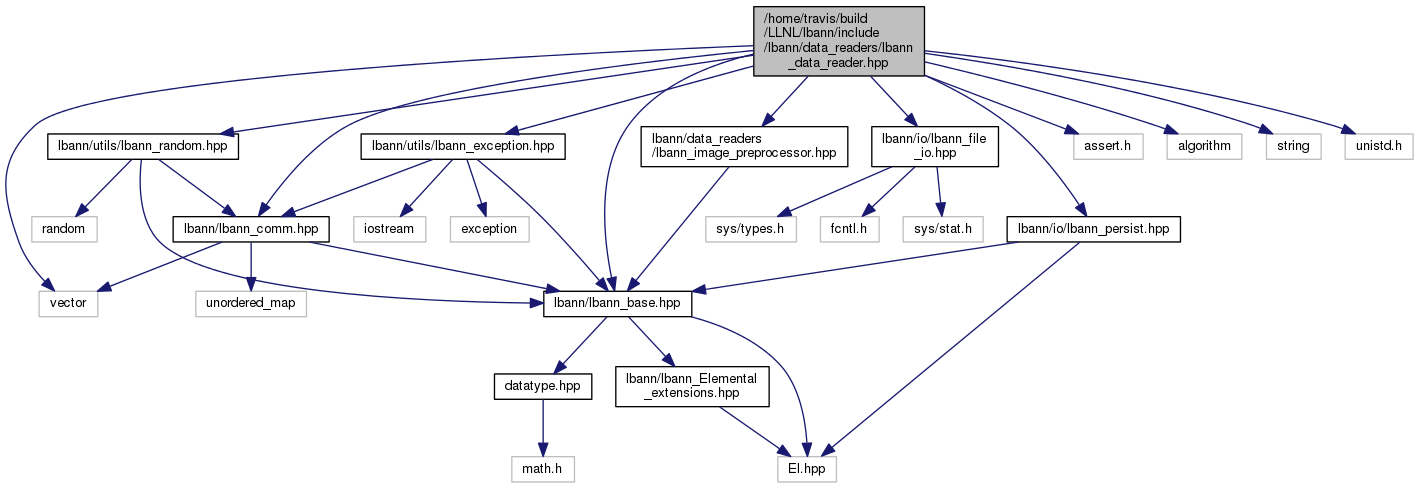 /home/travis/build
/LLNL/lbann/include
/lbann/data_readers/lbann
_data_reader.hpp
lbann/utils/lbann_random.hpp
lbann/utils/lbann_exception.hpp
lbann/data_readers
/lbann_image_preprocessor.hpp
lbann/io/lbann_file
_io.hpp
assert.h
algorithm
string
unistd.h
random
lbann/lbann_comm.hpp
iostream
exception
sys/types.h
fcntl.h
sys/stat.h
lbann/io/lbann_persist.hpp
vector
unordered_map
lbann/lbann_base.hpp
datatype.hpp
lbann/lbann_Elemental
_extensions.hpp
math.h
El.hpp